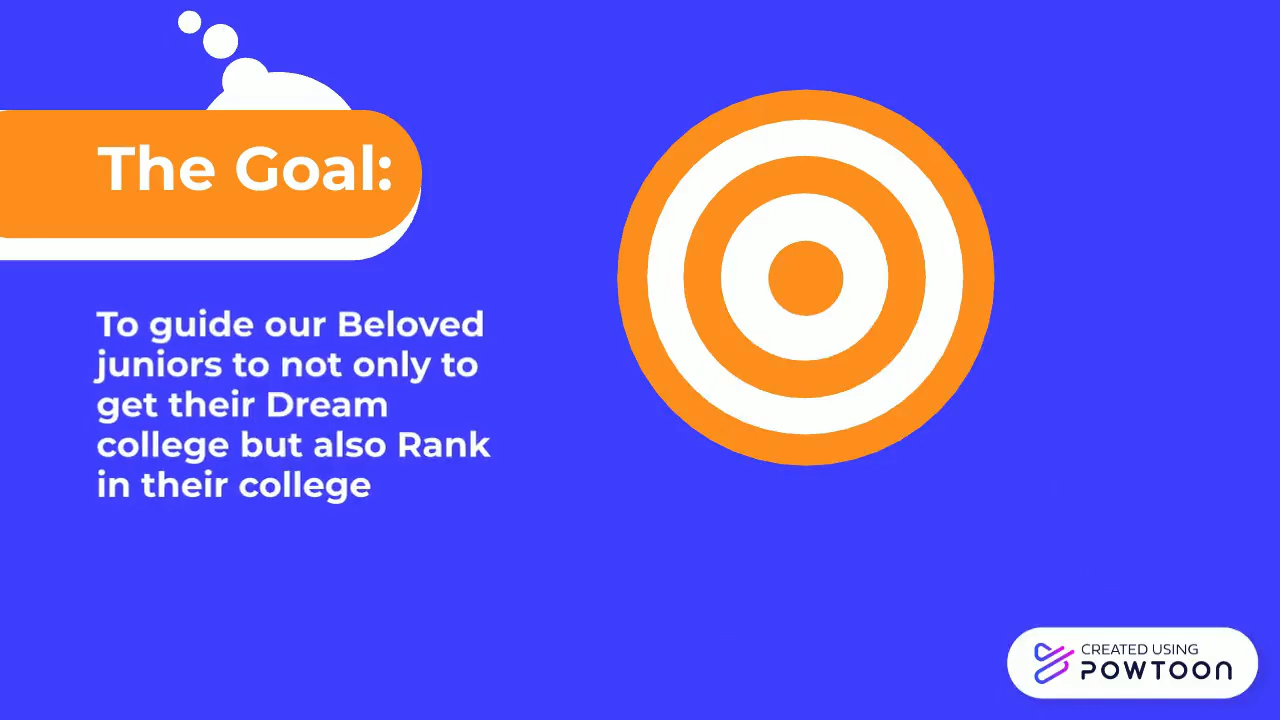 The Goal:
To guide our Beloved
juniors to not only to
get their Dream
college but also Rank
in their college
CREATED USING
POWTOON